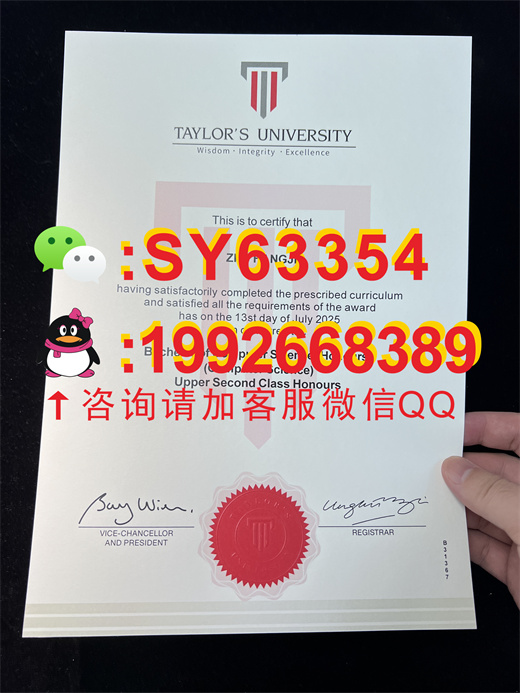 TAYLOR'S UNIVERSITY
Wisdom · Integrity · Excellence
This is to certify that
:SY63354
having satisfactorily completed the prescribed curriculum
and satisfied all the requirements of the award
has on the 13st day of July 2025
:1992668389
Upper Second Class Honours
↑咨询请加客服微信QQ
VICE-CHANCELLOR
AND PRESIDENT
REGISTRAR
B31367